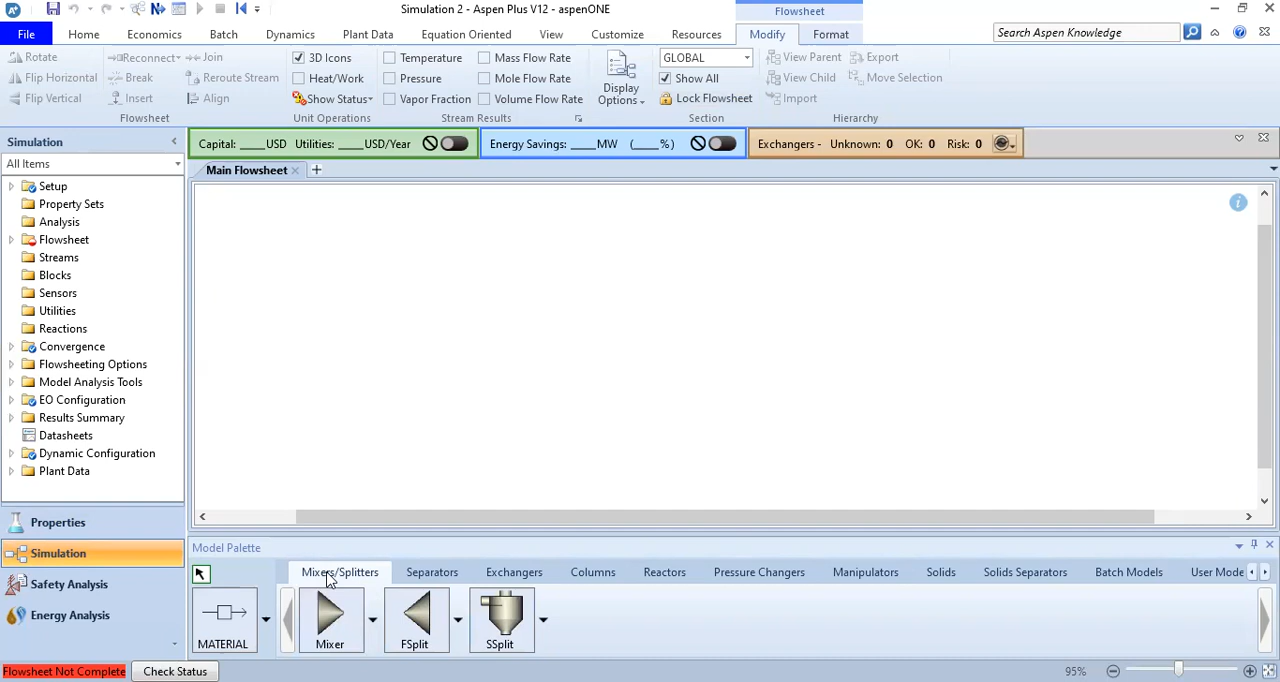 Simulation 2 - Aspen Plus V12 - aspenONE
Flowsheet
File Home Economics Batch Dynamics Plant Data Equation Oriented View Customize Resources Modify Format
Search Aspen Knowledge
Rotate Reconnect Join
Flip Horizontal Break Reroute Stream
Flip Vertical Insert Align
Flowsheet
3D Icons
Heat/Work
Show Status
Unit Operations
Temperature Mass Flow Rate
Pressure Mole Flow Rate
Vapor Fraction Volume Flow Rate
Stream Results
Display
Options
GLOBAL
Show All
Lock Flowsheet
Section
View Parent Export
View Child Move Selection
Import
Hierarchy
Simulation
All Items
Capital: ____USD Utilities: ____USD/Year
Energy Savings: ____MW (____%)
Exchangers - Unknown: 0 OK: 0 Risk: 0
Main Flowsheet
Setup
Property Sets
Analysis
Flowsheet
Streams
Blocks
Sensors
Utilities
Reactions
Convergence
Flowsheeting Options
Model Analysis Tools
EO Configuration
Results Summary
Datasheets
Dynamic Configuration
Plant Data
Properties
Simulation
Safety Analysis
Energy Analysis
Model Palette
Mixers/Splitters Separators Exchangers Columns Reactors Pressure Changers Manipulators Solids Solids Separators Batch Models User Mode
MATERIAL Mixer FSplit SSplit
Flowsheet Not Complete Check Status
95%